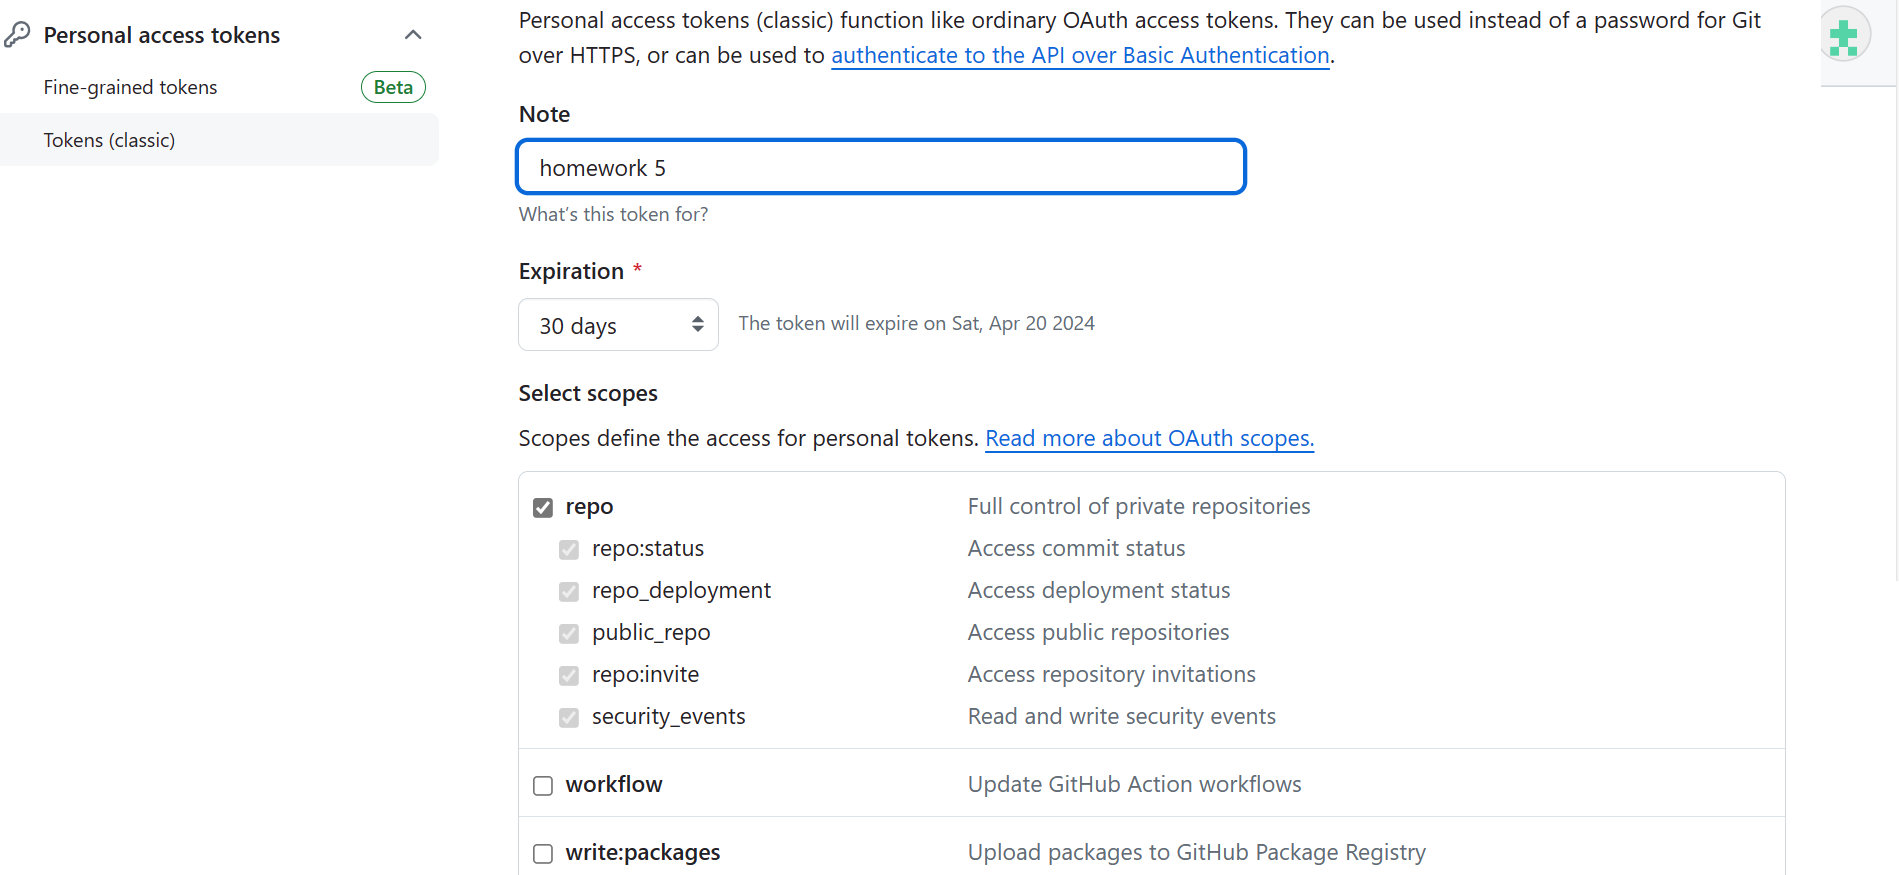 Personal access tokens
Fine-grained tokens Beta
Tokens (classic)
Personal access tokens (classic) function like ordinary OAuth access tokens. They can be used instead of a password for Git
over HTTPS, or can be used to authenticate to the API over Basic Authentication.
Note
homework 5
What's this token for?
Expiration *
30 days The token will expire on Sat, Apr 20 2024
Select scopes
Scopes define the access for personal tokens. Read more about OAuth scopes.
repo Full control of private repositories
repo:status Access commit status
repo_deployment Access deployment status
public_repo Access public repositories
repo:invite Access repository invitations
security_events Read and write security events
workflow Update GitHub Action workflows
write:packages Upload packages to GitHub Package Registry